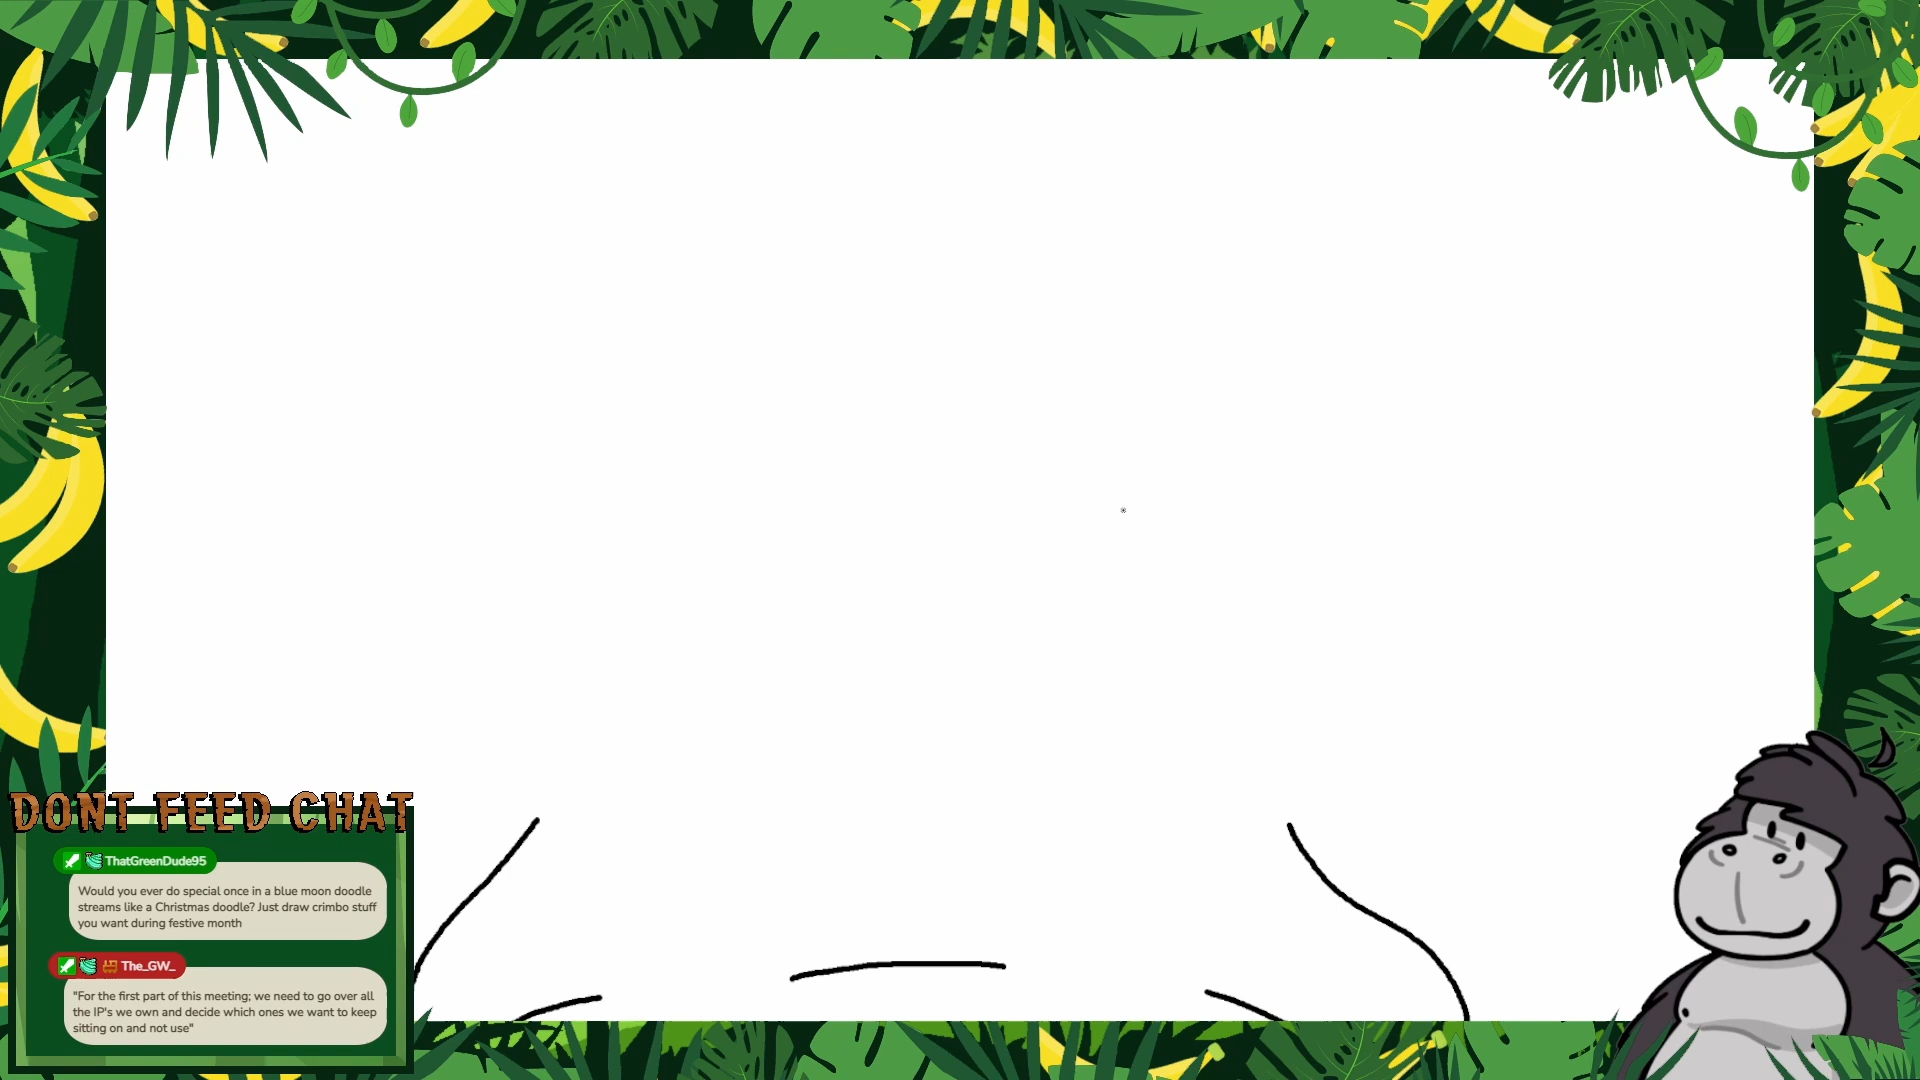 DONT FEED CHAT
ThatGreenDude95
Would you ever do special once in a blue moon doodle
streams like a Christmas doodle? Just draw crimbo stuff
you want during festive month
The_GW_
"For the first part of this meeting; we need to go over all
the IP's we own and decide which ones we want to keep
sitting on and not use"